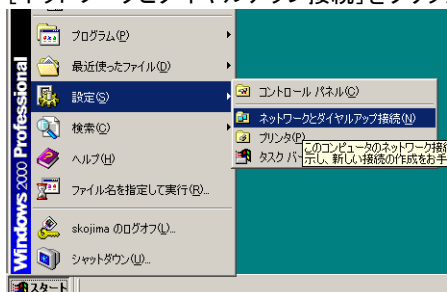 [ネットワークとダイヤルアップ接続]をクリック
プログラム(P)
最近使ったファイル(D)
設定(S)
検索(C)
ヘルプ(H)
ファイル名を指定して実行(R)...
skojima のログオフ(L)...
シャットダウン(U)...
コントロール パネル(C)
ネットワークとダイヤルアップ接続(N)
プリンタ(P)
タスク バー
このコンピュータのネットワーク接続
示し、新しい接続の作成をお手
Windows 2000 Professional
スタート